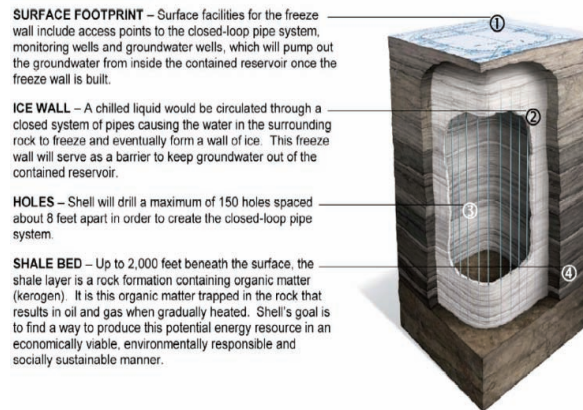 SURFACE FOOTPRINT – Surface facilities for the freeze
wall include access points to the closed-loop pipe system,
monitoring wells and groundwater wells, which will pump out
the groundwater from inside the contained reservoir once the
freeze wall is built.
ICE WALL – A chilled liquid would be circulated through a
closed system of pipes causing the water in the surrounding
rock to freeze and eventually form a wall of ice. This freeze
wall will serve as a barrier to keep groundwater out of the
contained reservoir.
HOLES – Shell will drill a maximum of 150 holes spaced
about 8 feet apart in order to create the closed-loop pipe
system.
SHALE BED – Up to 2,000 feet beneath the surface, the
shale layer is a rock formation containing organic matter
(kerogen). It is this organic matter trapped in the rock that
results in oil and gas when gradually heated. Shell's goal is
to find a way to produce this potential energy resource in an
economically viable, environmentally responsible and
socially sustainable manner.
①
②
③
④